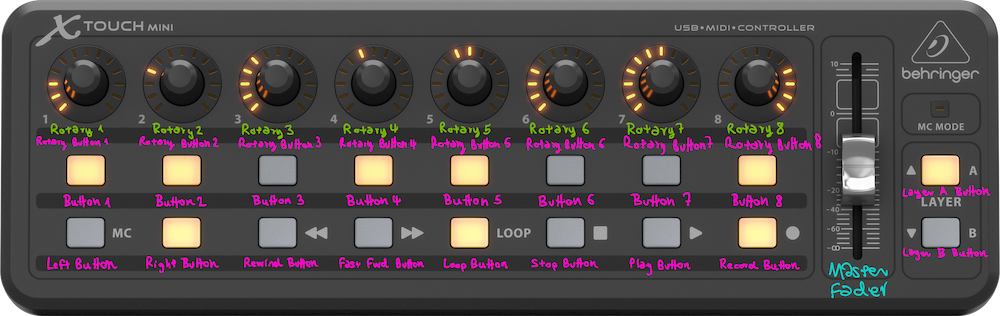 X TOUCH MINI
USB•MIDI•CONTROLLER
behringer
1 2 3 4 5 6 7 8
Rotary 1 Rotary 2 Rotary 3 Rotary 4 Rotary 5 Rotary 6 Rotary 7 Rotary 8
Rotary Button 1 Rotary Button 2 Rotary Button 3 Rotary Button 4 Rotary Button 5 Rotary Button 6 Rotary Button 7 Rotary Button 8
Button 1 Button 2 Button 3 Button 4 Button 5 Button 6 Button 7 Button 8
MC LOOP
Left Button Right Button Rewind Button Fast Fwd Button Loop Button Stop Button Play Button Record Button
10
5
0
-5
-10
-20
-30
-40
-60
-∞
Master
Fader
MC MODE
A
Layer A Button
LAYER
B
Layer B Button